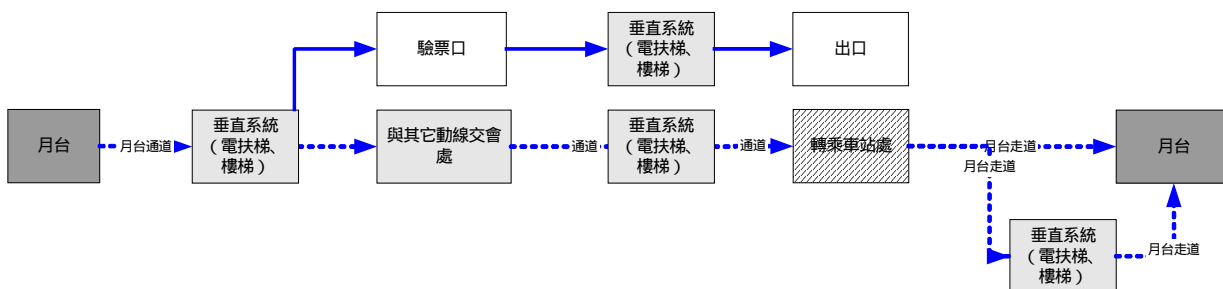 驗票口
垂直系統
(電扶梯、
樓梯)
出口
月台
月台通道
垂直系統
(電扶梯、
樓梯)
與其它動線交會
處
通道
垂直系統
(電扶梯、
樓梯)
通道
轉乘車站處
月台走道
月台走道
月台
垂直系統
(電扶梯、
樓梯)
月台走道